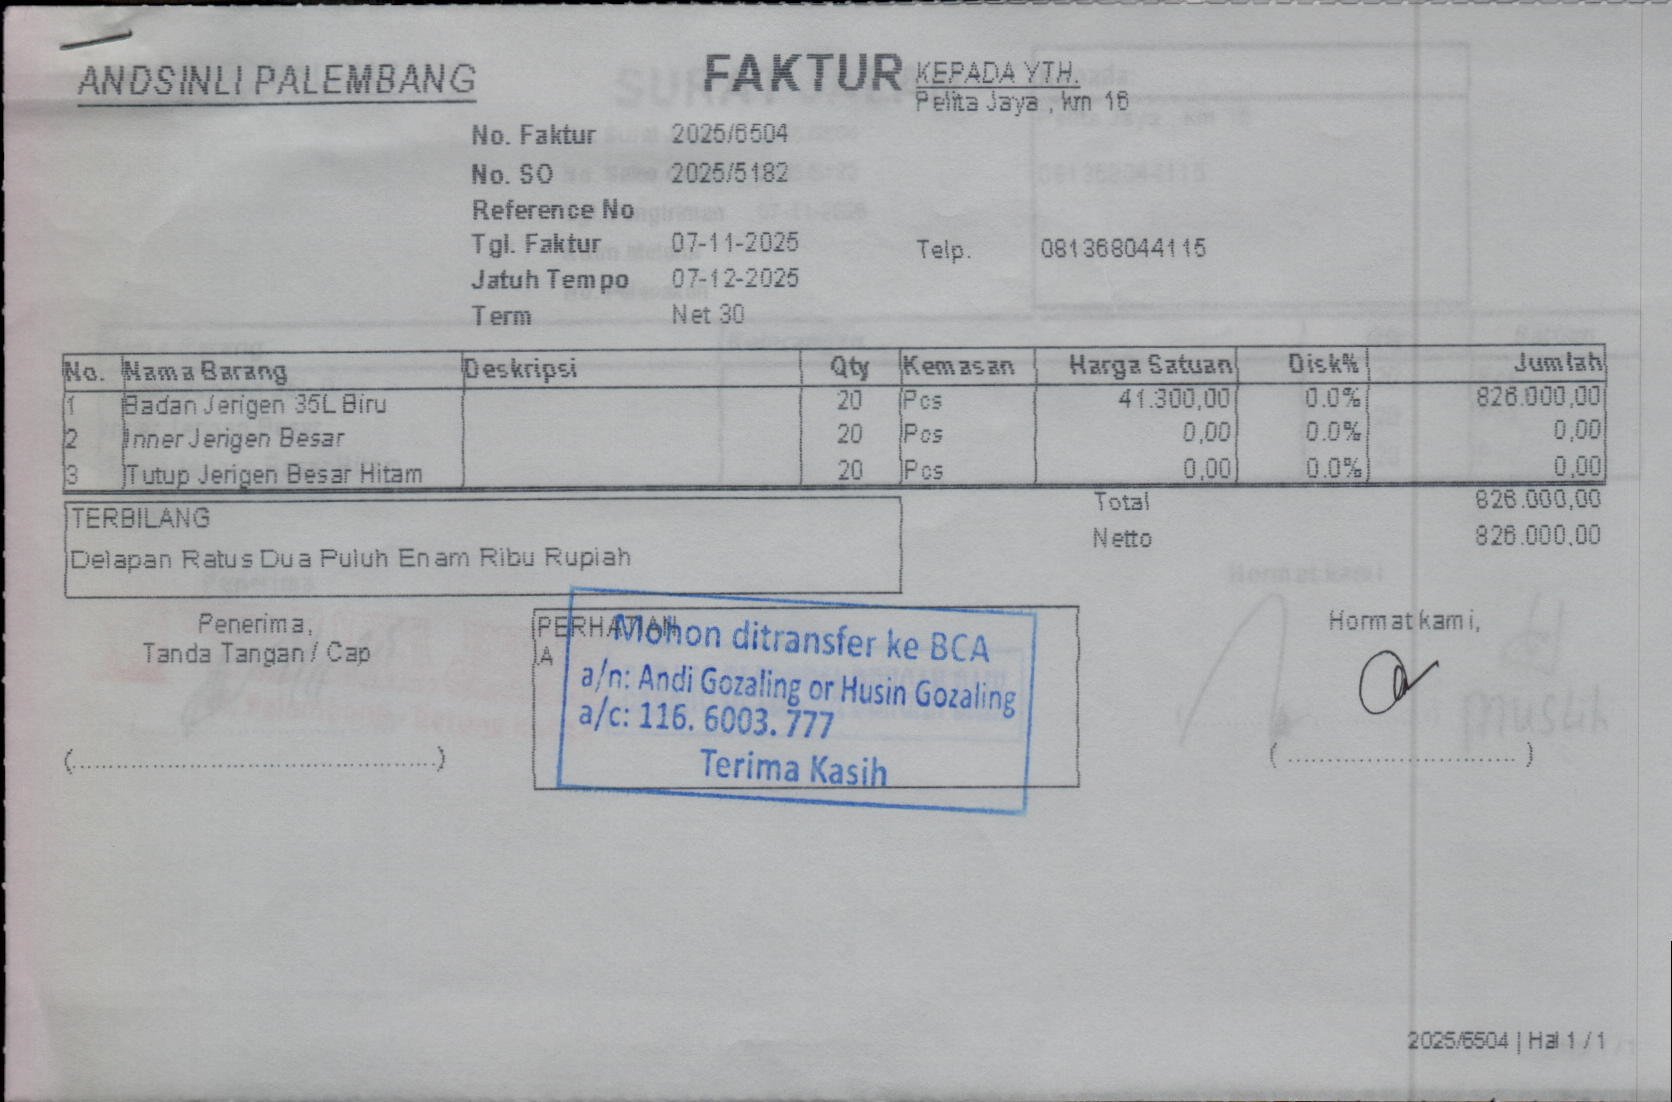 ANDSINLI PALEMBANG
FAKTUR
KEPADA YTH.
Pelita Jaya , km 16
No. Faktur 2025/6504
No. SO 2025/5182
Reference No
Tgl. Faktur 07-11-2025
Telp. 081368044115
Jatuh Tempo 07-12-2025
Term Net 30
No. Nama Barang Deskripsi Qty Kemasan Harga Satuan Disk% Jumlah
1 Badan Jerigen 35L Biru 20 Pcs 41.300,00 0.0% 826.000,00
2 Inner Jerigen Besar 20 Pcs 0,00 0.0% 0,00
3 Tutup Jerigen Besar Hitam 20 Pcs 0,00 0.0% 0,00
Total 826.000,00
Netto 826.000,00
TERBILANG
Delapan Ratus Dua Puluh Enam Ribu Rupiah
Penerima,
Tanda Tangan / Cap
(..............................................)
PERHATIAN
A
Mohon ditransfer ke BCA
a/n: Andi Gozaling or Husin Gozaling
a/c: 116. 6003. 777
Terima Kasih
Hormat kami,
( ............................. )
2025/6504 | Hal 1 / 1